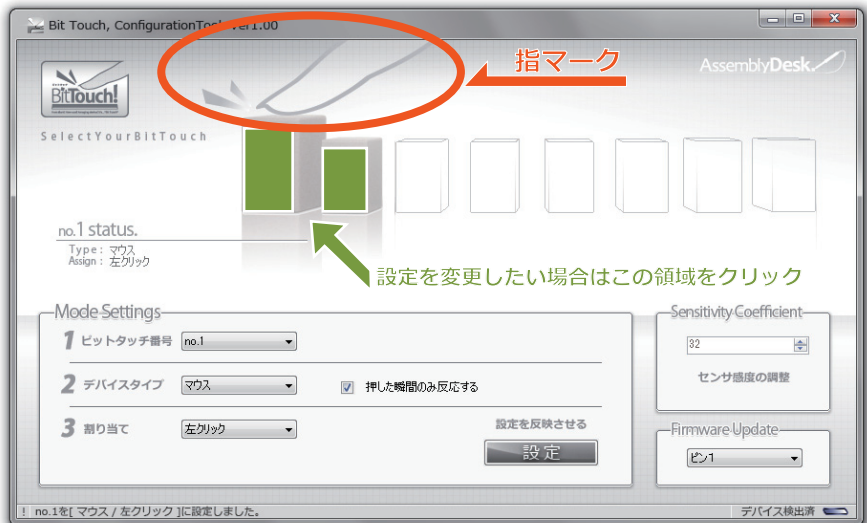 Bit Touch, ConfigurationTool Ver1.00
指マーク
AssemblyDesk.
BitTouch!
SelectYourBitTouch
no.1 status.
Type: マウス
Assign: 左クリック
設定を変更したい場合はこの領域をクリック
Mode Settings
1 ビットタッチ番号 no.1
2 デバイスタイプ マウス 押した瞬間のみ反応する
3 割り当て 左クリック
設定を反映させる
設定
Sensitivity Coefficient
32
センサ感度の調整
Firmware Update
ピン1
! no.1を[ マウス / 左クリック ]に設定しました。
デバイス検出済